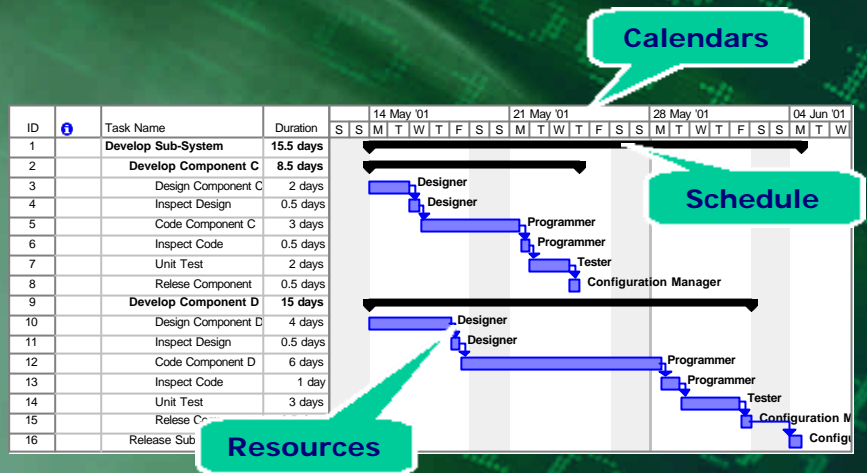 Calendars
14 May '01 21 May '01 28 May '01 04 Jun '01
ID Task Name Duration S S M T W T F S S M T W T F S S M T W T F S S M T W
1 Develop Sub-System 15.5 days
Schedule
2 Develop Component C 8.5 days
3 Design Component C 2 days Designer
4 Inspect Design 0.5 days Designer
5 Code Component C 3 days Programmer
6 Inspect Code 0.5 days Programmer
7 Unit Test 2 days Tester
8 Relese Component 0.5 days Configuration Manager
9 Develop Component D 15 days
10 Design Component D 4 days Designer
11 Inspect Design 0.5 days Designer
12 Code Component D 6 days Programmer
13 Inspect Code 1 day Programmer
14 Unit Test 3 days Tester
15 Relese Configuration M
16 Release Sub Configu
Resources